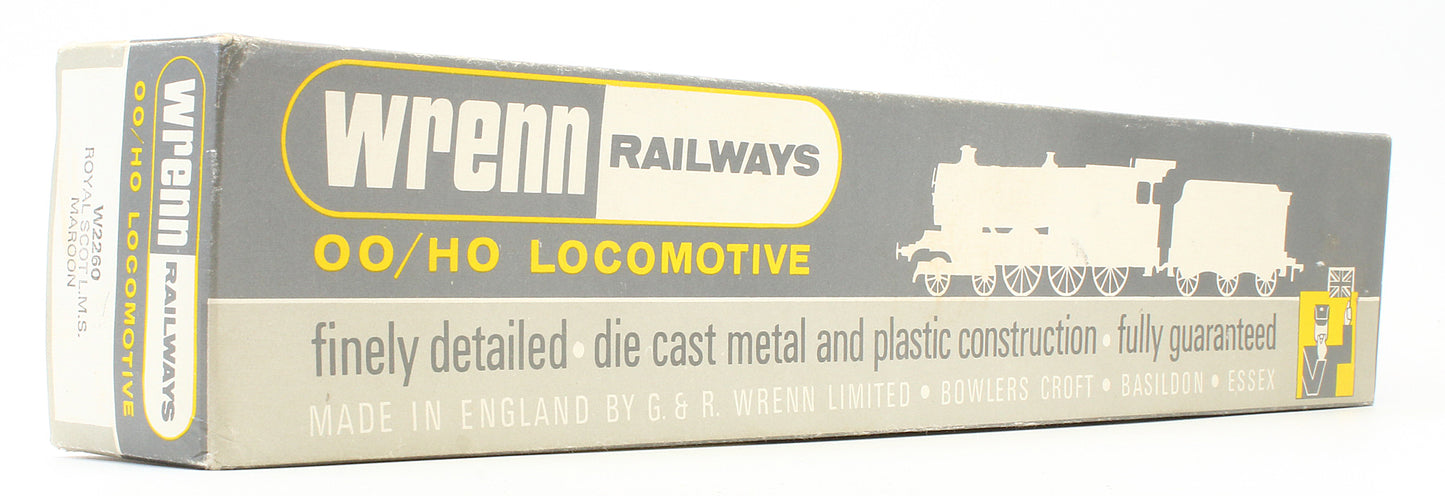 W2260
ROYAL SCOT L.M.S.
MAROON
wrenn RAILWAYS
OO/HO LOCOMOTIVE
wrenn RAILWAYS
OO/HO LOCOMOTIVE
finely detailed • die cast metal and plastic construction • fully guaranteed
MADE IN ENGLAND BY G. & R. WRENN LIMITED • BOWLERS CROFT • BASILDON • ESSEX